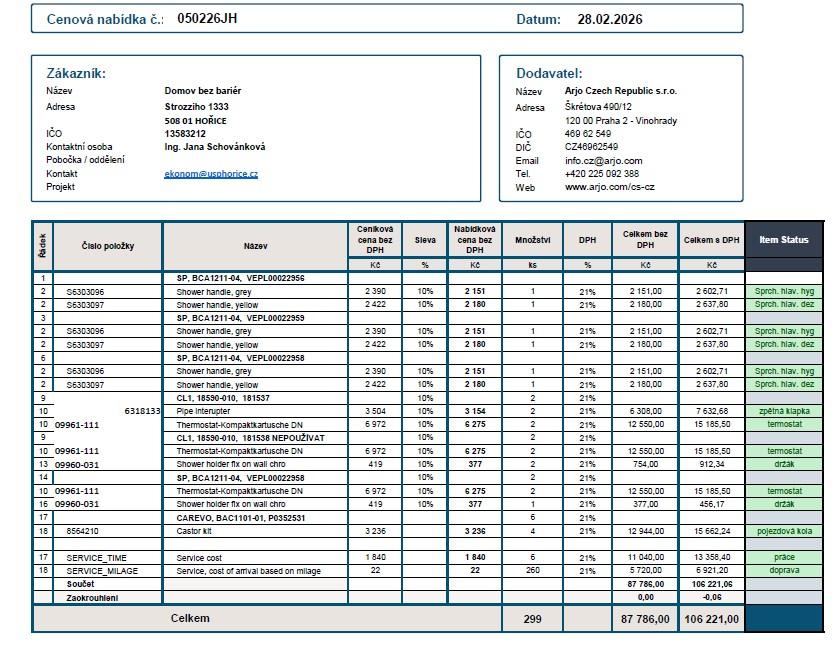 Cenová nabídka č.: 050226JH Datum: 28.02.2026
Zákazník:
Název Domov bez bariér
Adresa Strozziho 1333
508 01 HOŘICE
IČO 13583212
Kontaktní osoba Ing. Jana Schovánková
Pobočka / oddělení
Kontakt ekonom@usphorice.cz
Projekt
Dodavatel:
Název Arjo Czech Republic s.r.o.
Adresa Škrétova 490/12
120 00 Praha 2 - Vinohrady
IČO 469 62 549
DIČ CZ46962549
Email info.cz@arjo.com
Tel. +420 225 092 388
Web www.arjo.com/cs-cz
Řádek Číslo položky Název Ceníková cena bez DPH Sleva Nabídková cena bez DPH Množství DPH Celkem bez DPH Celkem s DPH Item Status
Kč % Kč ks % Kč Kč
1 SP, BCA1211-04, VEPL00022956
2 S6303096 Shower handle, grey 2 390 10% 2 151 1 21% 2 151,00 2 602,71 Sprch. hlav. hyg
2 S6303097 Shower handle, yellow 2 422 10% 2 180 1 21% 2 180,00 2 637,80 Sprch. hlav. dez
3 SP, BCA1211-04, VEPL00022959
2 S6303096 Shower handle, grey 2 390 10% 2 151 1 21% 2 151,00 2 602,71 Sprch. hlav. hyg
2 S6303097 Shower handle, yellow 2 422 10% 2 180 1 21% 2 180,00 2 637,80 Sprch. hlav. dez
6 SP, BCA1211-04, VEPL00022958
2 S6303096 Shower handle, grey 2 390 10% 2 151 1 21% 2 151,00 2 602,71 Sprch. hlav. hyg
2 S6303097 Shower handle, yellow 2 422 10% 2 180 1 21% 2 180,00 2 637,80 Sprch. hlav. dez
9 CL1, 18590-010, 181537 10% 2 21%
10 6318133 Pipe interupter 3 504 10% 3 154 2 21% 6 308,00 7 632,68 zpětná klapka
10 09961-111 Thermostat-Kompaktkartusche DN 6 972 10% 6 275 2 21% 12 550,00 15 185,50 termostat
9 CL1, 18590-010, 181538 NEPOUŽÍVAT 10% 2 21%
10 09961-111 Thermostat-Kompaktkartusche DN 6 972 10% 6 275 2 21% 12 550,00 15 185,50 termostat
13 09960-031 Shower holder fix on wall chro 419 10% 377 2 21% 754,00 912,34 držák
14 SP, BCA1211-04, VEPL00022958 10% 2 21%
10 09961-111 Thermostat-Kompaktkartusche DN 6 972 10% 6 275 2 21% 12 550,00 15 185,50 termostat
16 09960-031 Shower holder fix on wall chro 419 10% 377 1 21% 377,00 456,17 držák
17 CAREVO, BAC1101-01, P0352531 6 21%
18 8564210 Castor kit 3 236 3 236 4 21% 12 944,00 15 662,24 pojezdová kola
17 SERVICE_TIME Service cost 1 840 1 840 6 21% 11 040,00 13 358,40 práce
18 SERVICE_MILAGE Service, cost of arrival based on milage 22 22 260 21% 5 720,00 6 921,20 doprava
Součet 87 786,00 106 221,06
Zaokrouhlení 0,00 -0,06
Celkem 299 87 786,00 106 221,00